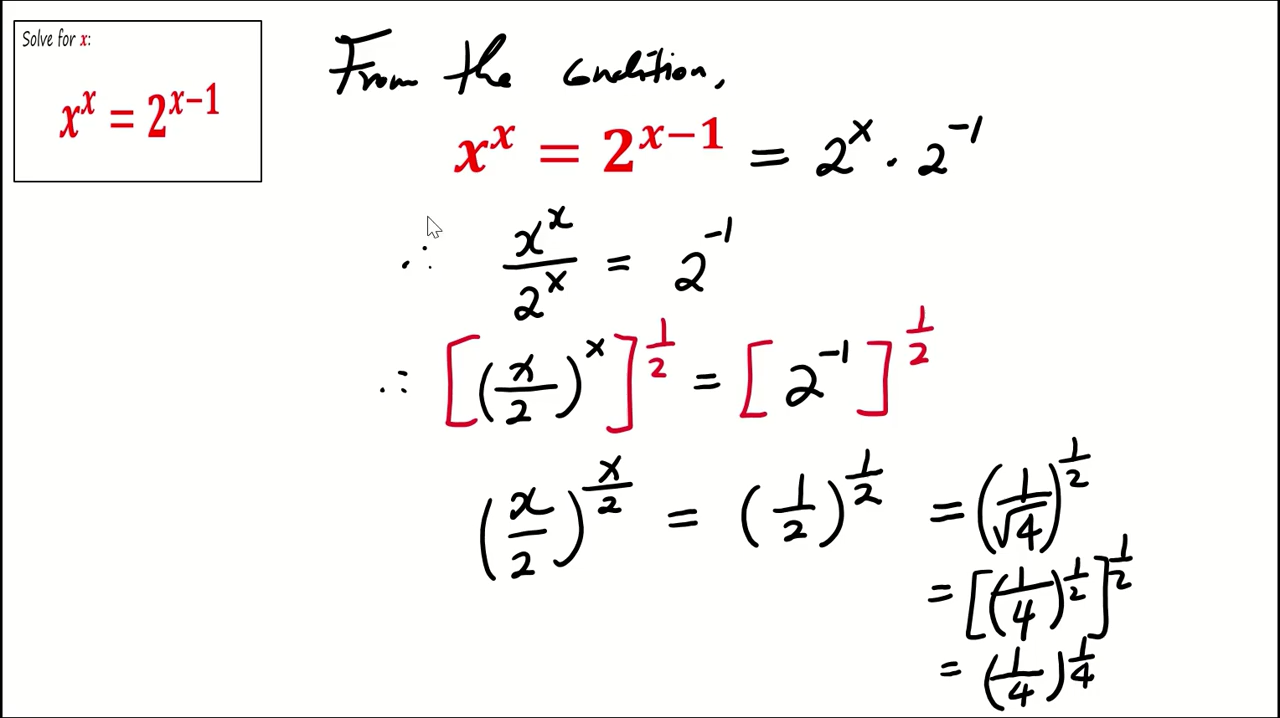 Solve for x:
x^x = 2^{x-1}
From the condition,
x^x = 2^{x-1} = 2^x · 2^{-1}
∴ x^x / 2^x = 2^{-1}
∴ [(x/2)^x]^{1/2} = [2^{-1}]^{1/2}
(x/2)^{x/2} = (1/2)^{1/2} = (1/√4)^{1/2}
= [(1/4)^{1/2}]^{1/2}
= (1/4)^{1/4}